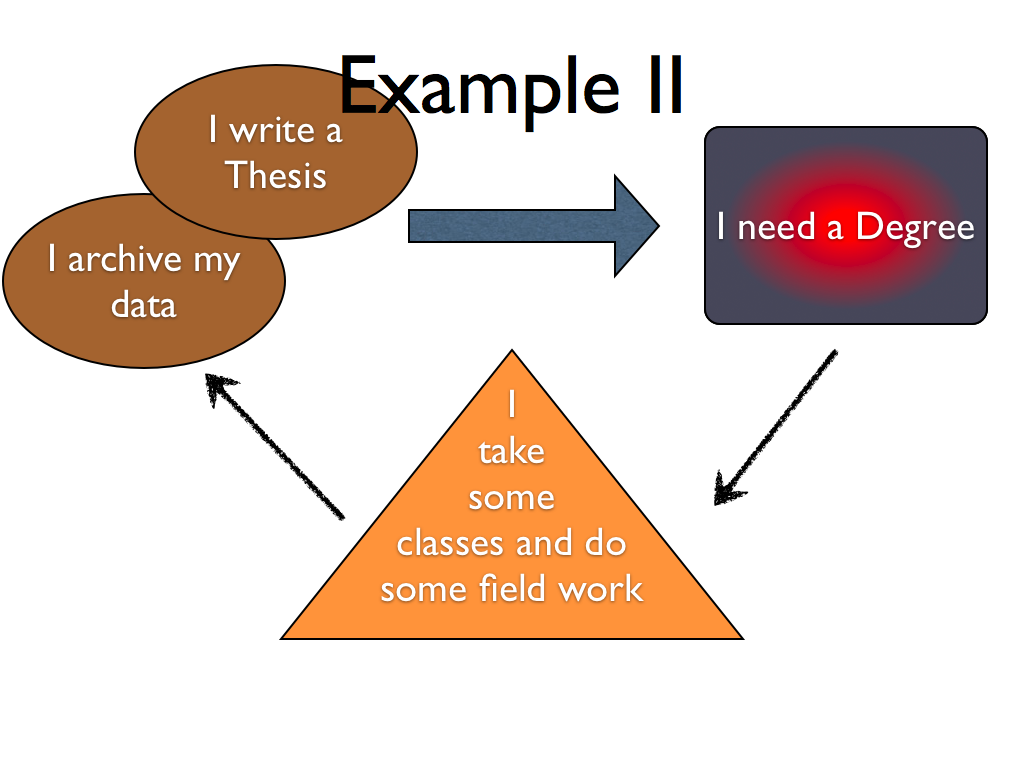 Example II
I write a
Thesis
I archive my
data
I need a Degree
I
take
some
classes and do
some field work